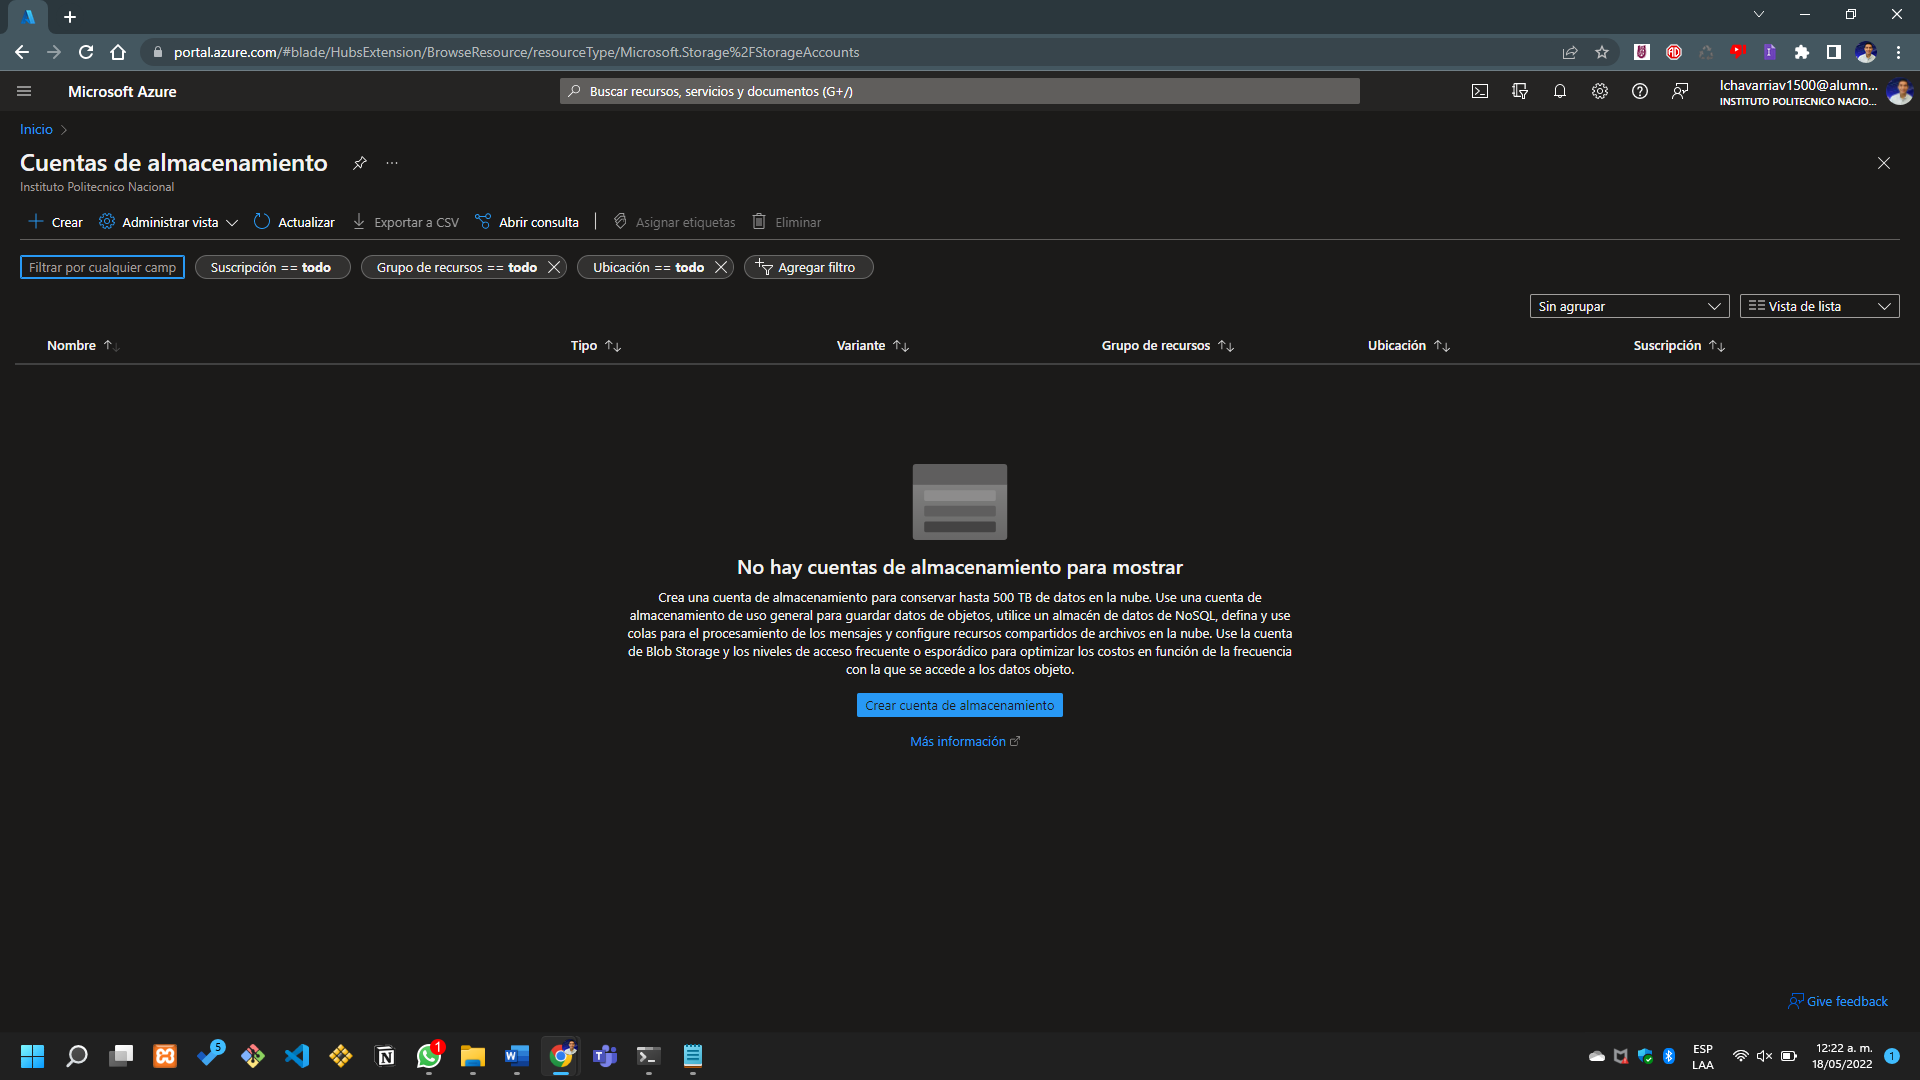 portal.azure.com/#blade/HubsExtension/BrowseResource/resourceType/Microsoft.Storage%2FStorageAccounts
Microsoft Azure
Buscar recursos, servicios y documentos (G+/)
lchavarriav1500@alumn...
INSTITUTO POLITECNICO NACIO...
Inicio
Cuentas de almacenamiento
Instituto Politecnico Nacional
Crear
Administrar vista
Actualizar
Exportar a CSV
Abrir consulta
Asignar etiquetas
Eliminar
Filtrar por cualquier camp
Suscripción == todo
Grupo de recursos == todo
Ubicación == todo
Agregar filtro
Sin agrupar
Vista de lista
Nombre
Tipo
Variante
Grupo de recursos
Ubicación
Suscripción
No hay cuentas de almacenamiento para mostrar
Crea una cuenta de almacenamiento para conservar hasta 500 TB de datos en la nube. Use una cuenta de
almacenamiento de uso general para guardar datos de objetos, utilice un almacén de datos de NoSQL, defina y use
colas para el procesamiento de los mensajes y configure recursos compartidos de archivos en la nube. Use la cuenta
de Blob Storage y los niveles de acceso frecuente o esporádico para optimizar los costos en función de la frecuencia
con la que se accede a los datos objeto.
Crear cuenta de almacenamiento
Más información
Give feedback
5
1
ESP
LAA
12:22 a. m.
18/05/2022
1